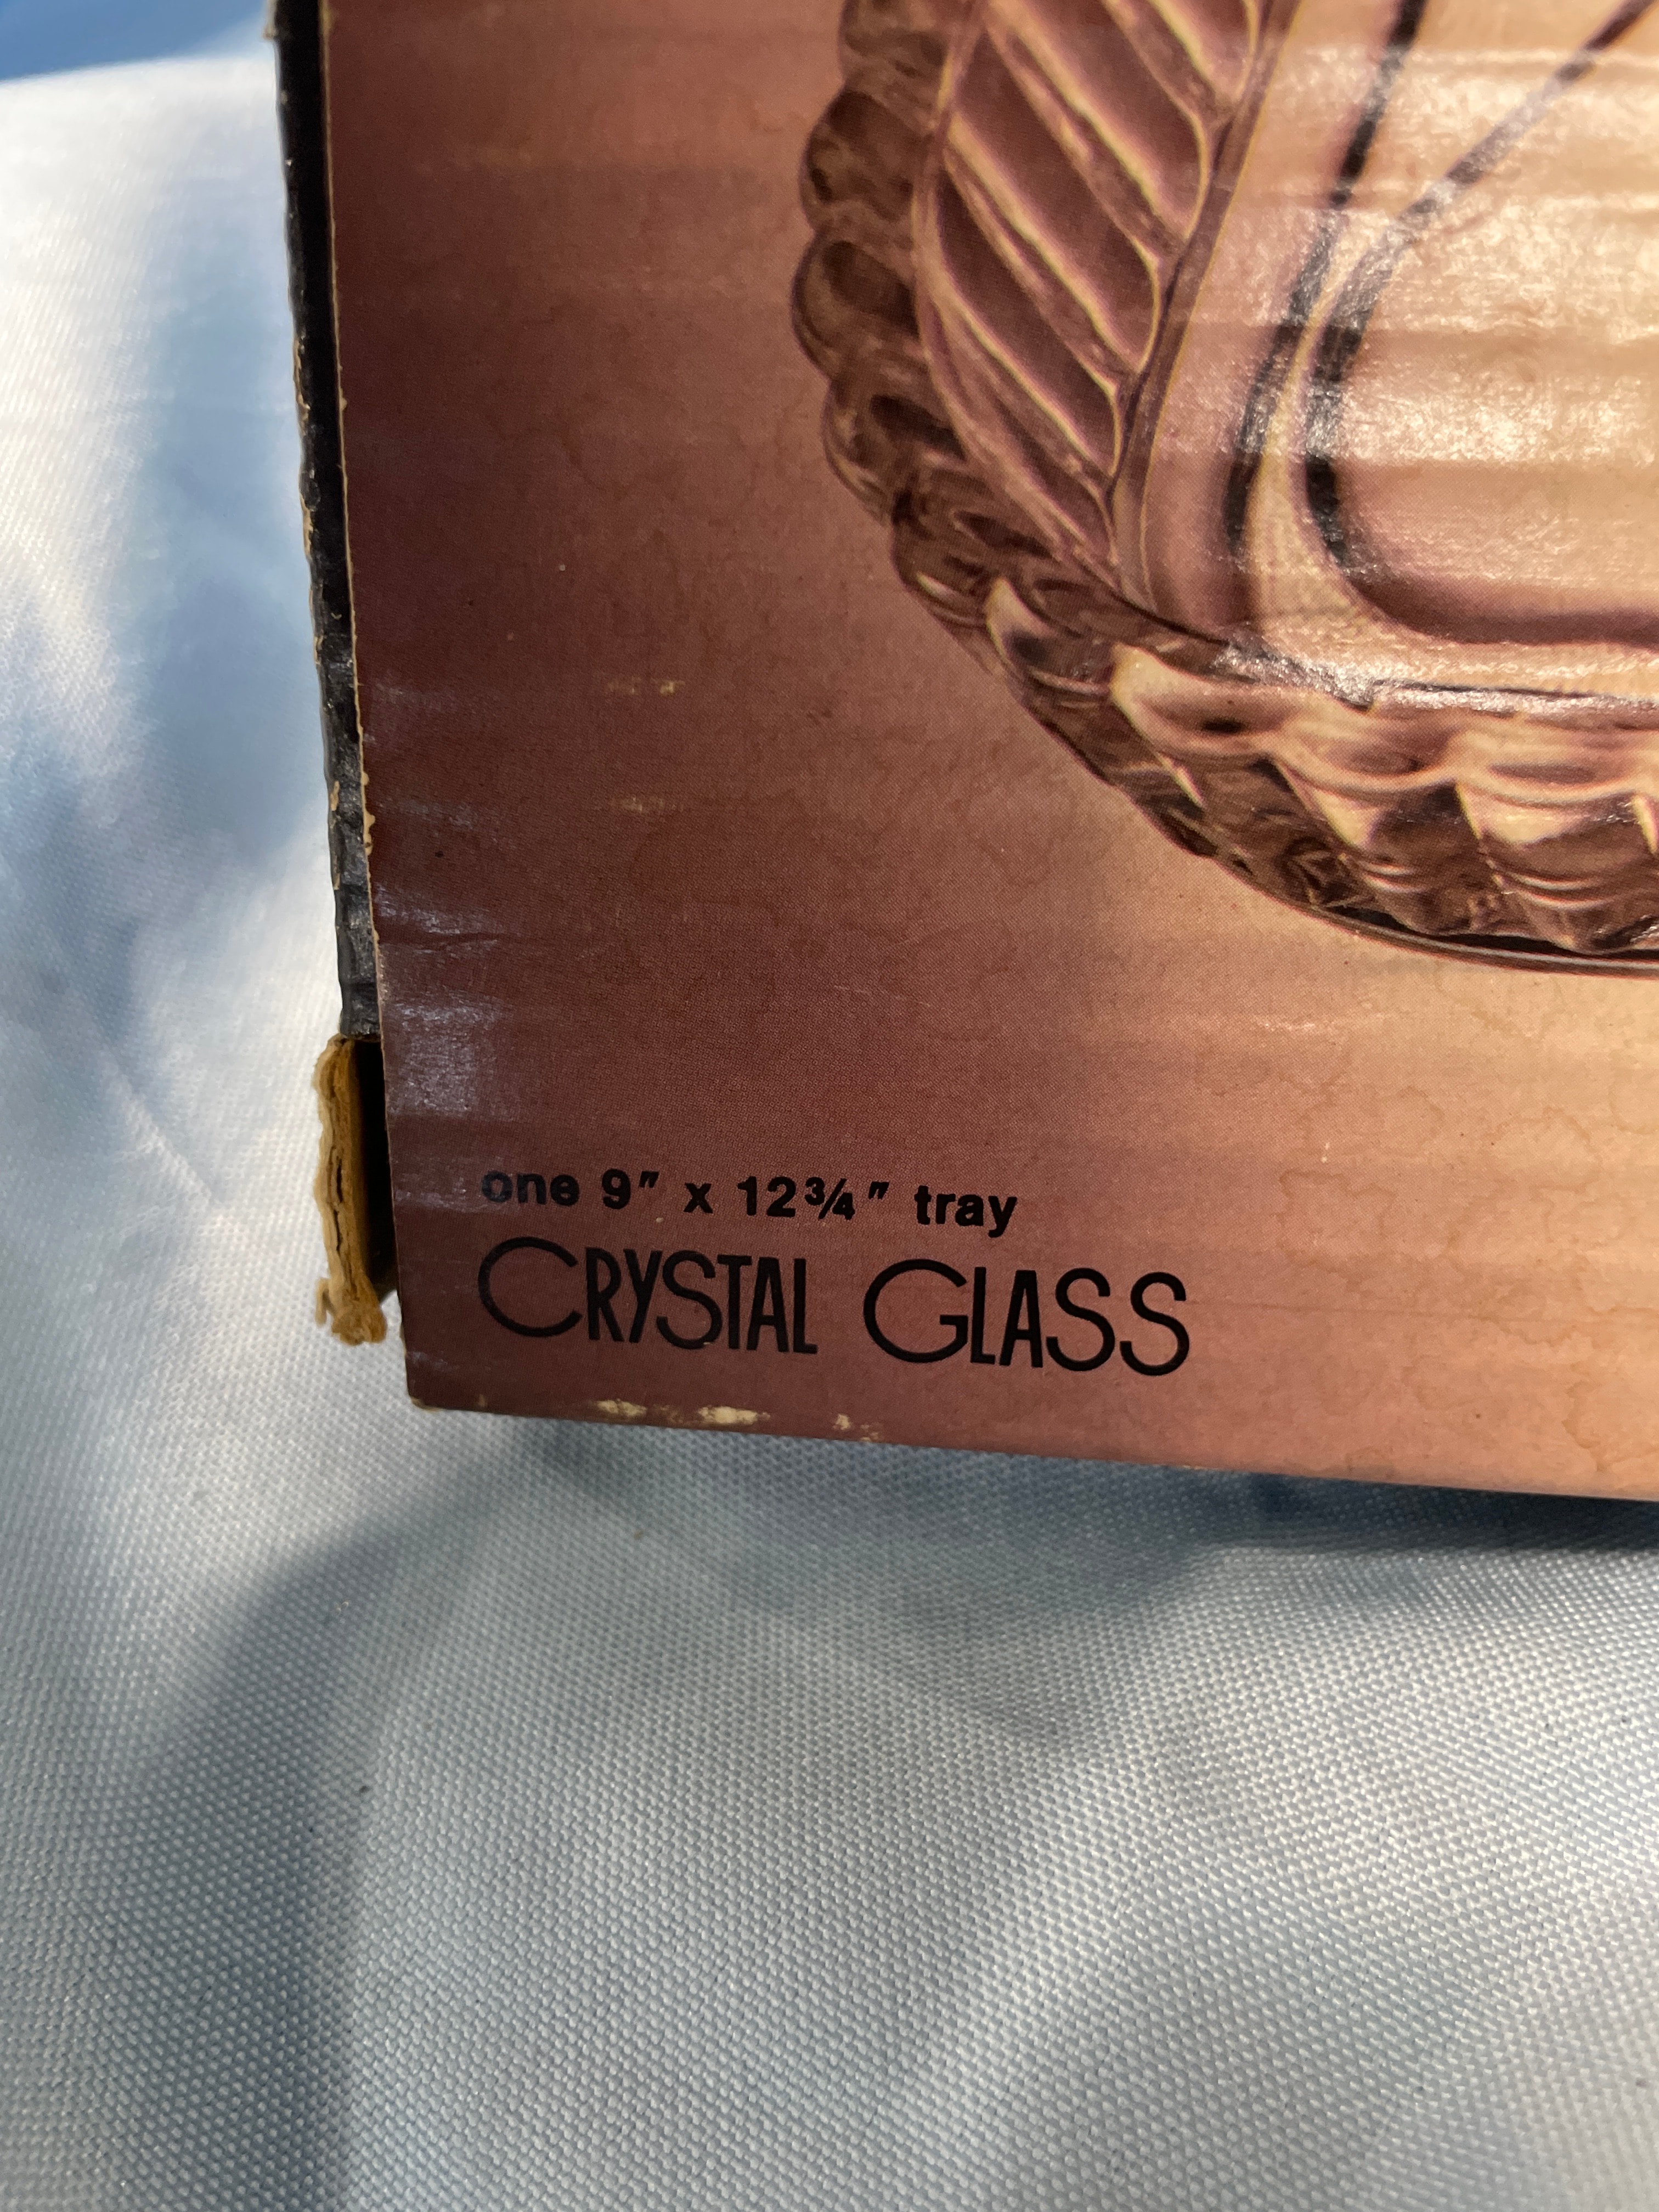 one 9" x 12¾" tray
CRYSTAL GLASS